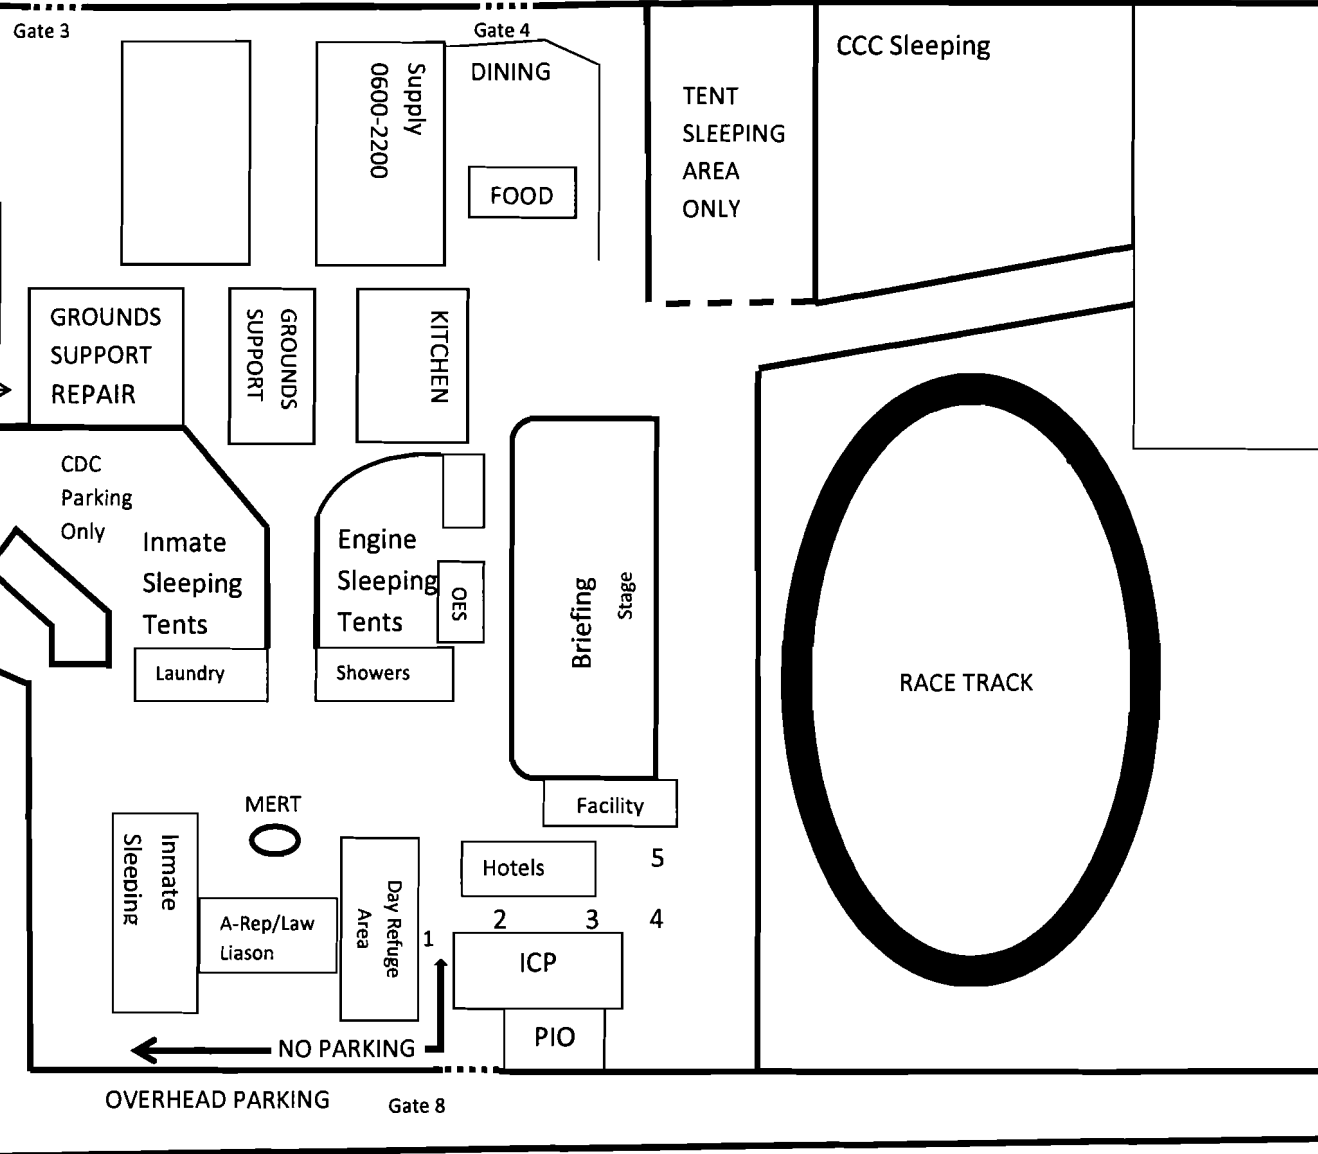 Gate 3
Gate 4
Supply
0600-2200
DINING
FOOD
TENT
SLEEPING
AREA
ONLY
CCC Sleeping
GROUNDS
SUPPORT
REPAIR
GROUNDS
SUPPORT
KITCHEN
CDC
Parking
Only
Inmate
Sleeping
Tents
Engine
Sleeping
Tents
OES
Briefing
Stage
RACE TRACK
Laundry
Showers
Facility
MERT
Inmate
Sleeping
A-Rep/Law
Liason
Day Refuge
Area
Hotels
5
1
2
3
4
ICP
PIO
NO PARKING
OVERHEAD PARKING
Gate 8